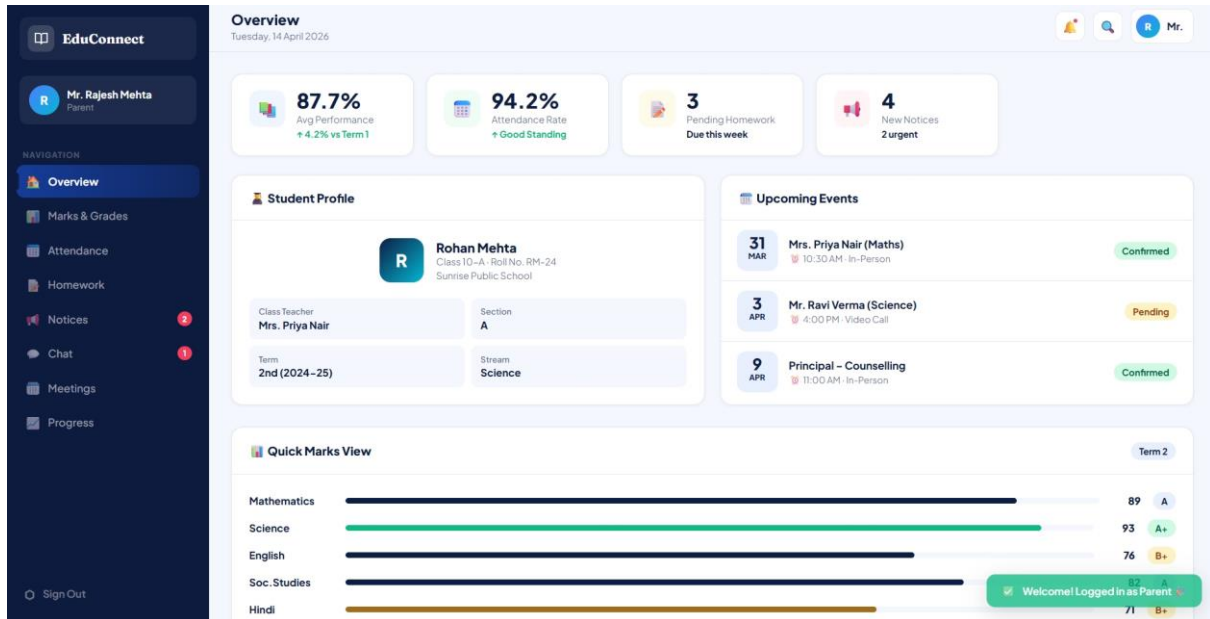 EduConnect
Mr. Rajesh Mehta
Parent
NAVIGATION
Overview
Marks & Grades
Attendance
Homework
Notices 2
Chat 1
Meetings
Progress
Sign Out
Overview
Tuesday, 14 April 2026
R Mr.
87.7%
Avg Performance
↑ 4.2% vs Term 1
94.2%
Attendance Rate
↑ Good Standing
3
Pending Homework
Due this week
4
New Notices
2 urgent
Student Profile
R
Rohan Mehta
Class 10-A · Roll No. RM-24
Sunrise Public School
Class Teacher
Mrs. Priya Nair
Section
A
Term
2nd (2024-25)
Stream
Science
Upcoming Events
31 MAR
Mrs. Priya Nair (Maths)
10:30 AM · In-Person
Confirmed
3 APR
Mr. Ravi Verma (Science)
4:00 PM · Video Call
Pending
9 APR
Principal – Counselling
11:00 AM · In-Person
Confirmed
Quick Marks View
Term 2
Mathematics 89 A
Science 93 A+
English 76 B+
Soc.Studies 82 A
Hindi 71 B+
Welcome! Logged in as Parent